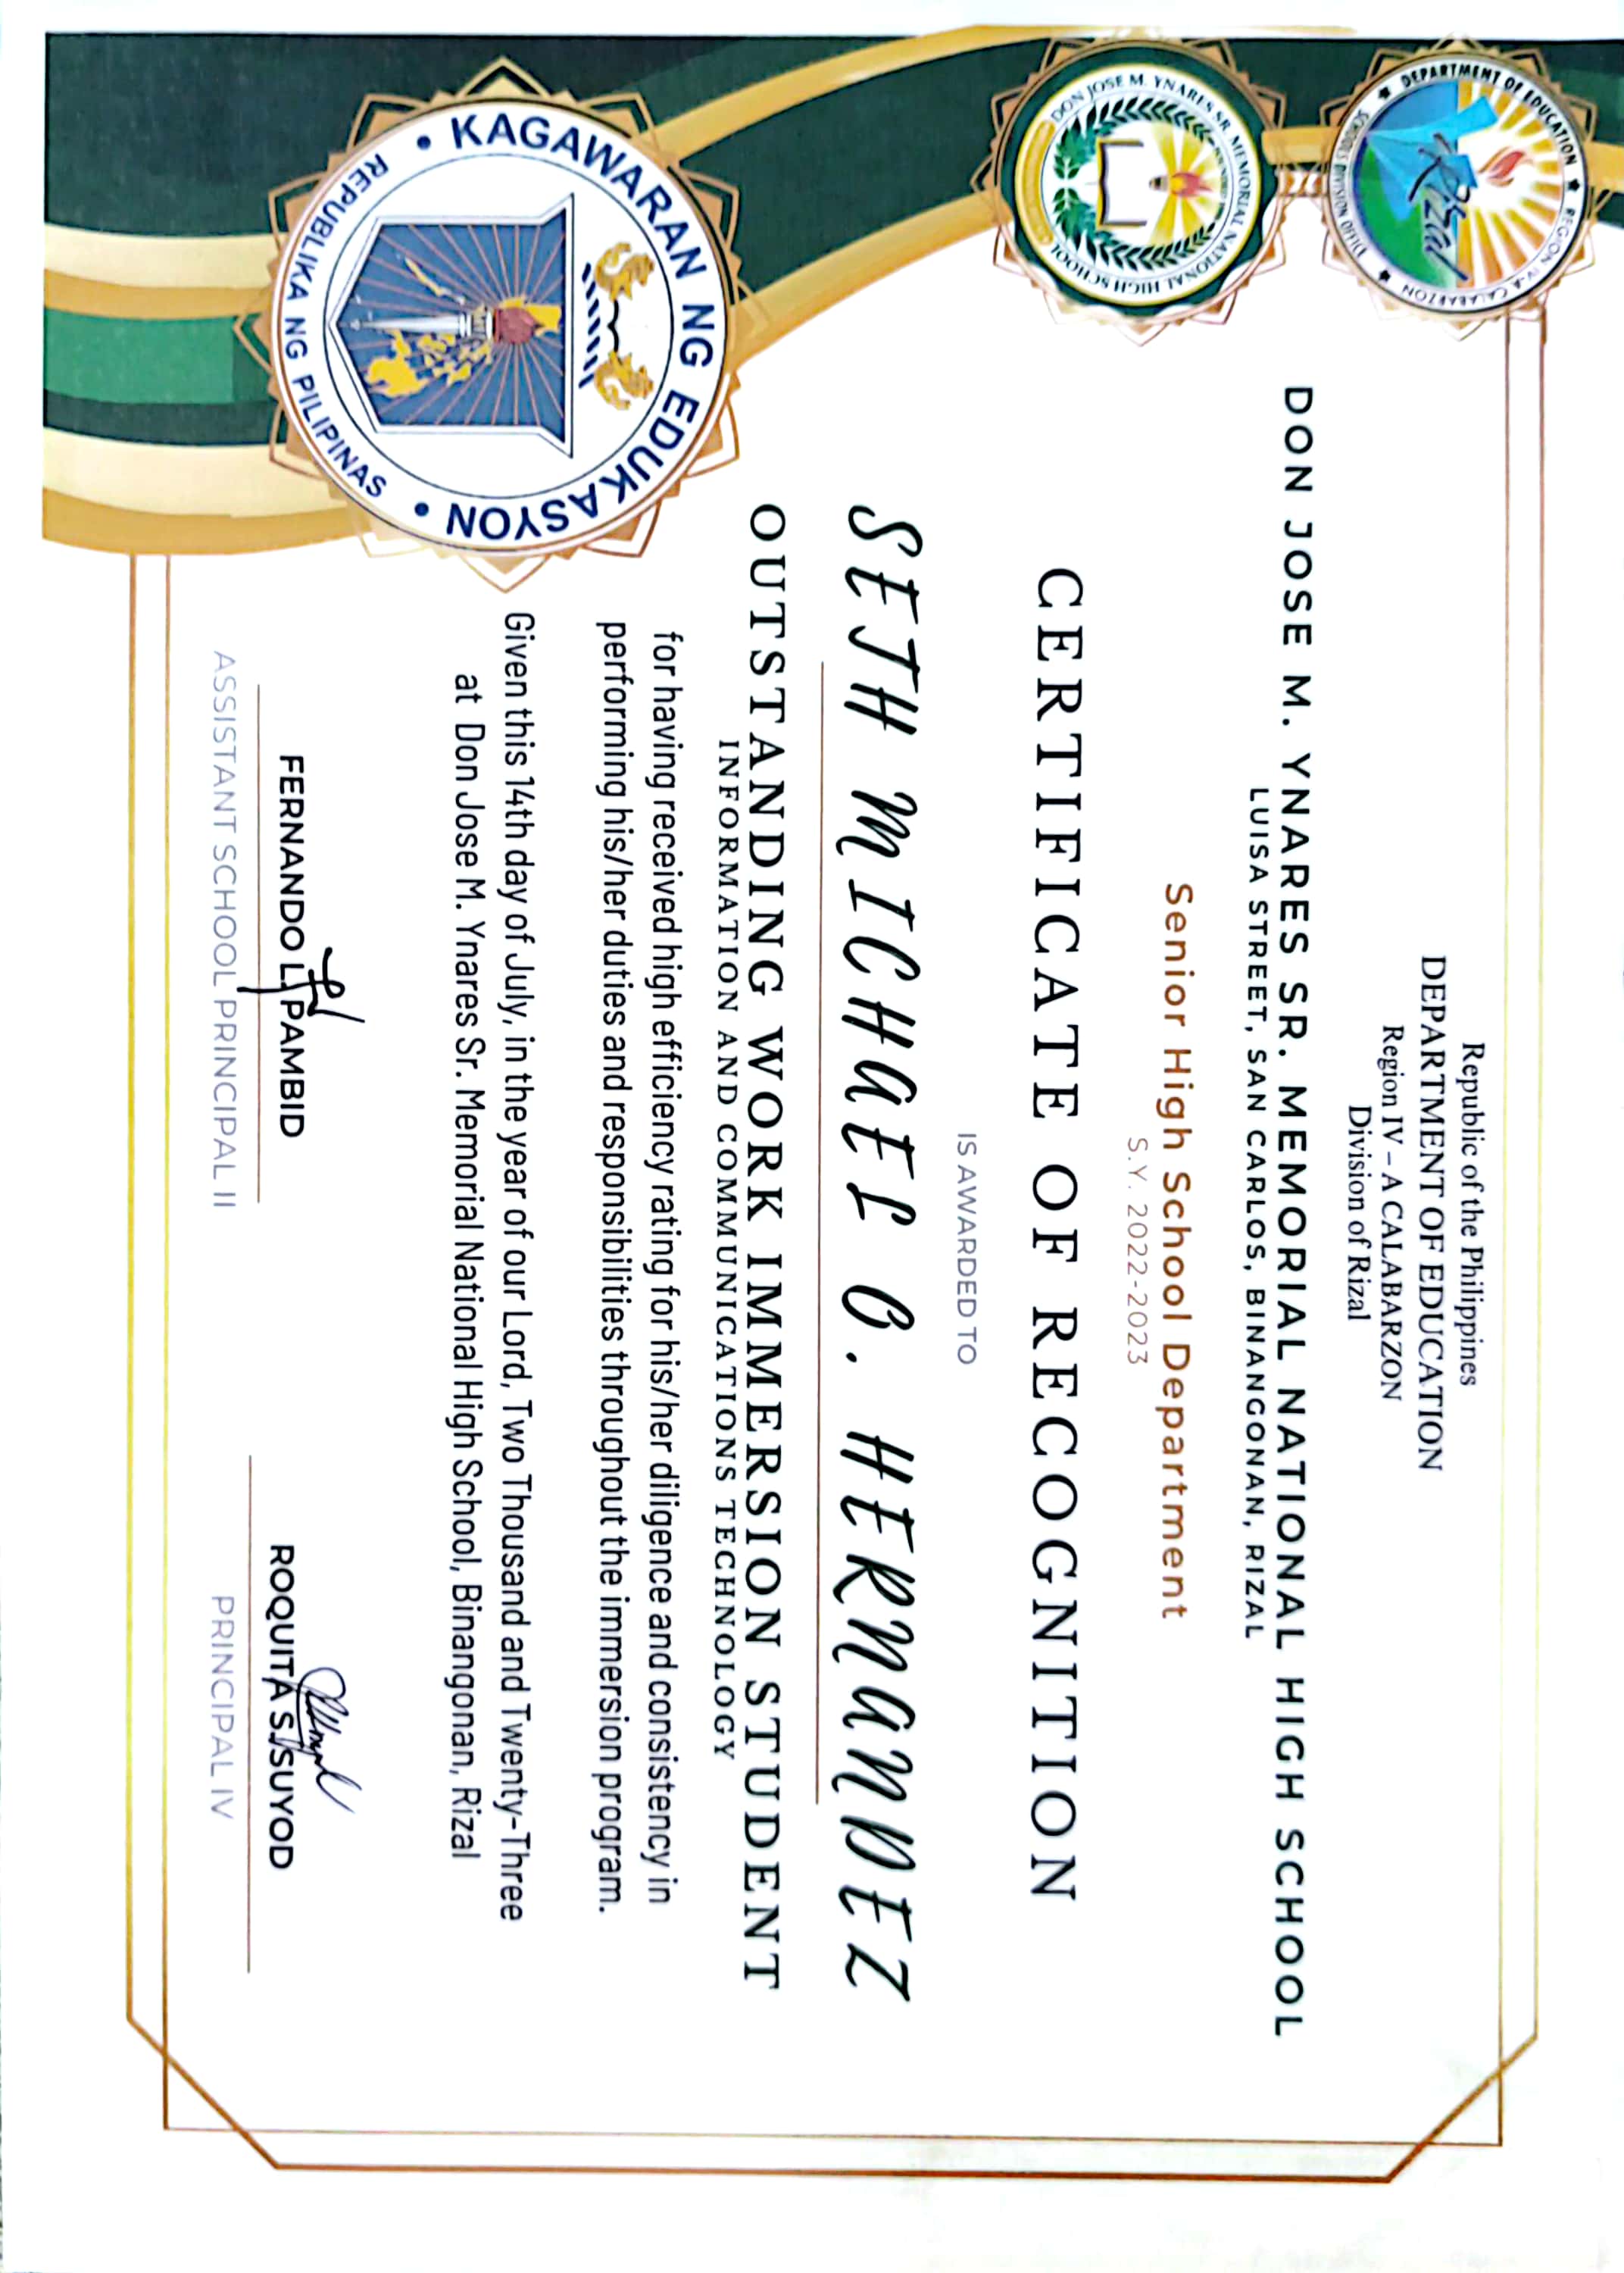 DEPARTMENT OF EDUCATION ★ REGION IV-A CALABARZON ★
Rizal
SCHOOLS DIVISION OFFICE
DON JOSE M. YNARES SR. MEMORIAL NATIONAL HIGH SCHOOL
FOUNDED
KAGAWARAN NG EDUKASYON
REPUBLIKA NG PILIPINAS
Republic of the Philippines
DEPARTMENT OF EDUCATION
Region IV – A CALABARZON
Division of Rizal
DON JOSE M. YNARES SR. MEMORIAL NATIONAL HIGH SCHOOL
LUISA STREET, SAN CARLOS, BINANGONAN, RIZAL
Senior High School Department
S.Y. 2022-2023
CERTIFICATE OF RECOGNITION
IS AWARDED TO
SETH MICHAEL O. HERNANDEZ
OUTSTANDING WORK IMMERSION STUDENT
INFORMATION AND COMMUNICATIONS TECHNOLOGY
for having received high efficiency rating for his/her diligence and consistency in
performing his/her duties and responsibilities throughout the immersion program.
Given this 14th day of July, in the year of our Lord, Two Thousand and Twenty-Three
at Don Jose M. Ynares Sr. Memorial National High School, Binangonan, Rizal
FERNANDO L. PAMBID
ASSISTANT SCHOOL PRINCIPAL II
ROQUITA S. SUYOD
PRINCIPAL IV